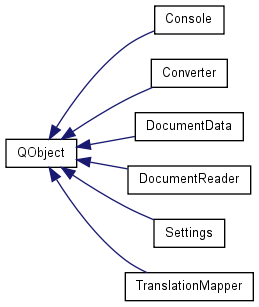 Console
Converter
DocumentData
QObject
DocumentReader
Settings
TranslationMapper